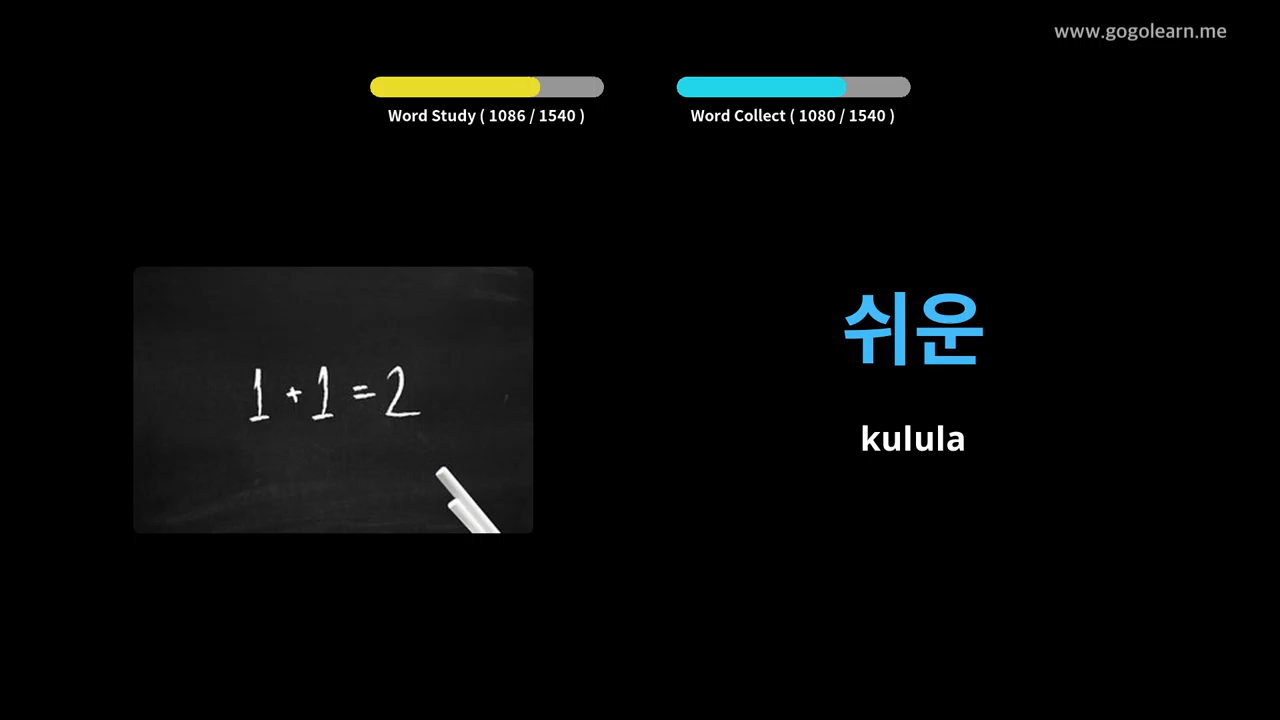 www.gogolearn.me
Word Study ( 1086 / 1540 )
Word Collect ( 1080 / 1540 )
1 + 1 = 2
쉬운
kulula